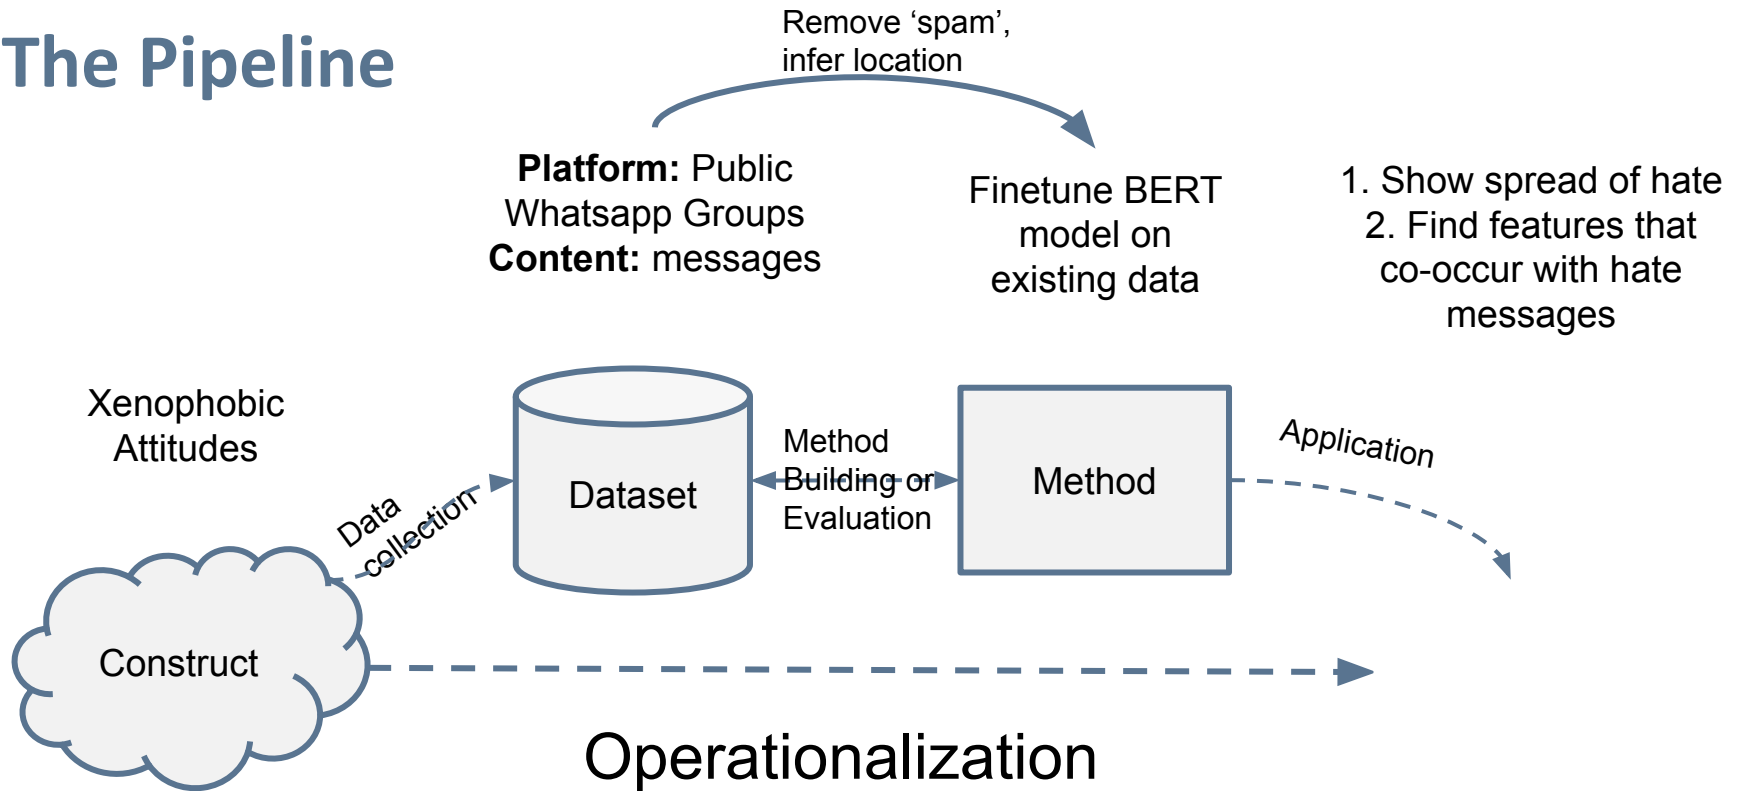 The Pipeline
Remove ‘spam’,
infer location
Platform: Public
Whatsapp Groups
Content: messages
Finetune BERT
model on
existing data
1. Show spread of hate
2. Find features that
co-occur with hate
messages
Xenophobic
Attitudes
Data
collection
Dataset
Method
Building or
Evaluation
Method
Application
Construct
Operationalization